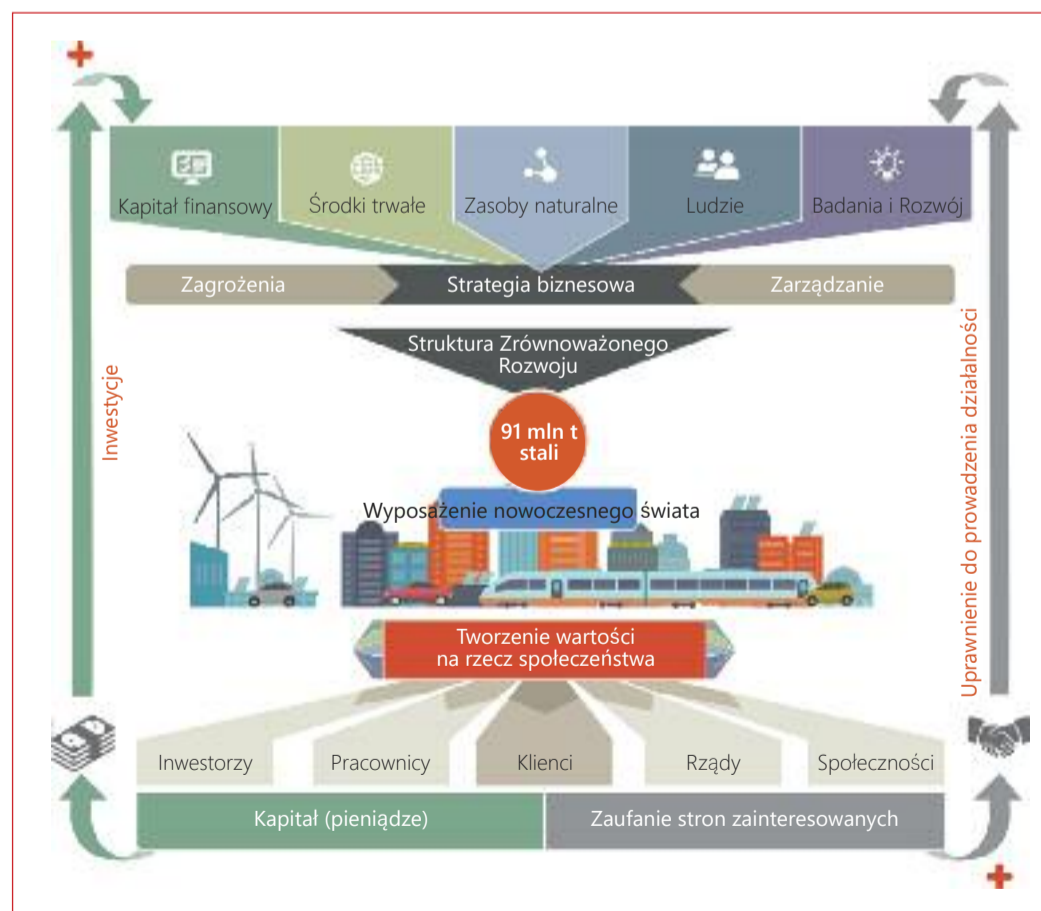 Kapitał finansowy
Środki trwałe
Zasoby naturalne
Ludzie
Badania i Rozwój
Zagrożenia
Strategia biznesowa
Zarządzanie
Struktura Zrównoważonego
Rozwoju
Inwestycje
91 mln t
stali
Wyposażenie nowoczesnego świata
Uprawnienie do prowadzenia działalności
Tworzenie wartości
na rzecz społeczeństwa
Inwestorzy
Pracownicy
Klienci
Rządy
Społeczności
Kapitał (pieniądze)
Zaufanie stron zainteresowanych